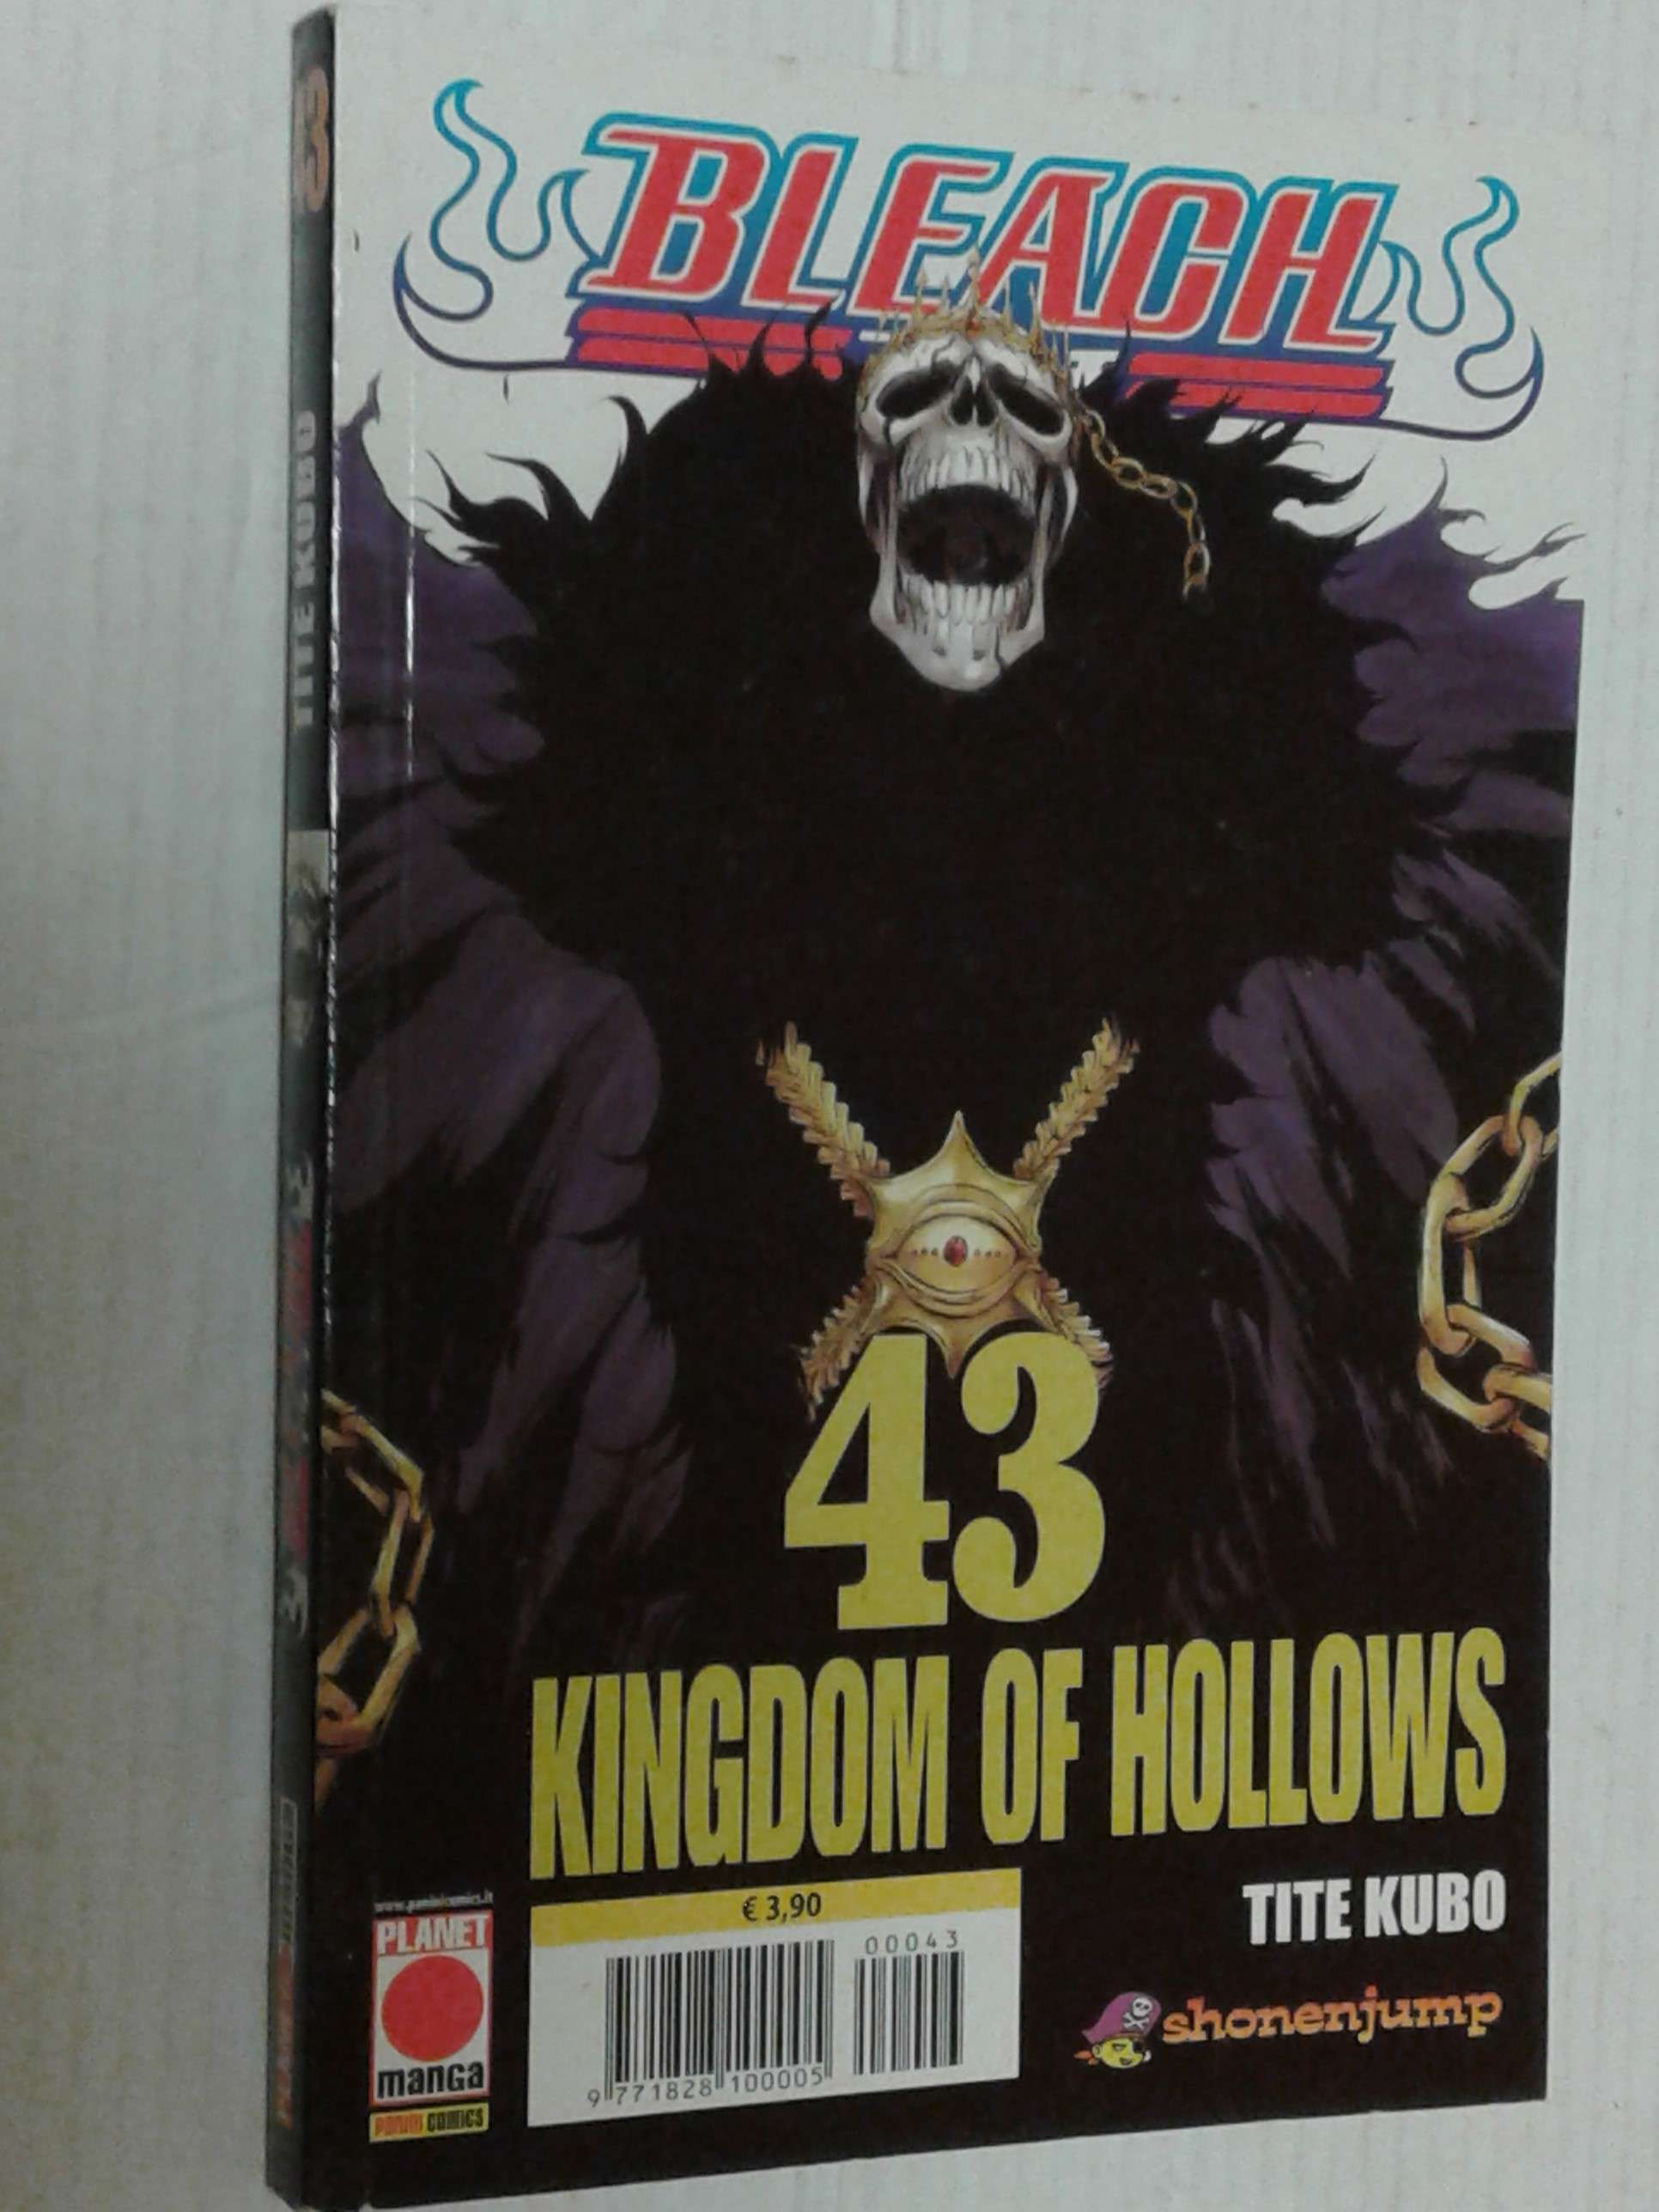 BLEACH
43
KINGDOM OF HOLLOWS
TITE KUBO
shonenjump
€ 3,90
00043
9 771828 100005
www.paninicomics.it
PLANET
manga
PANINI COMICS
TITE KUBO